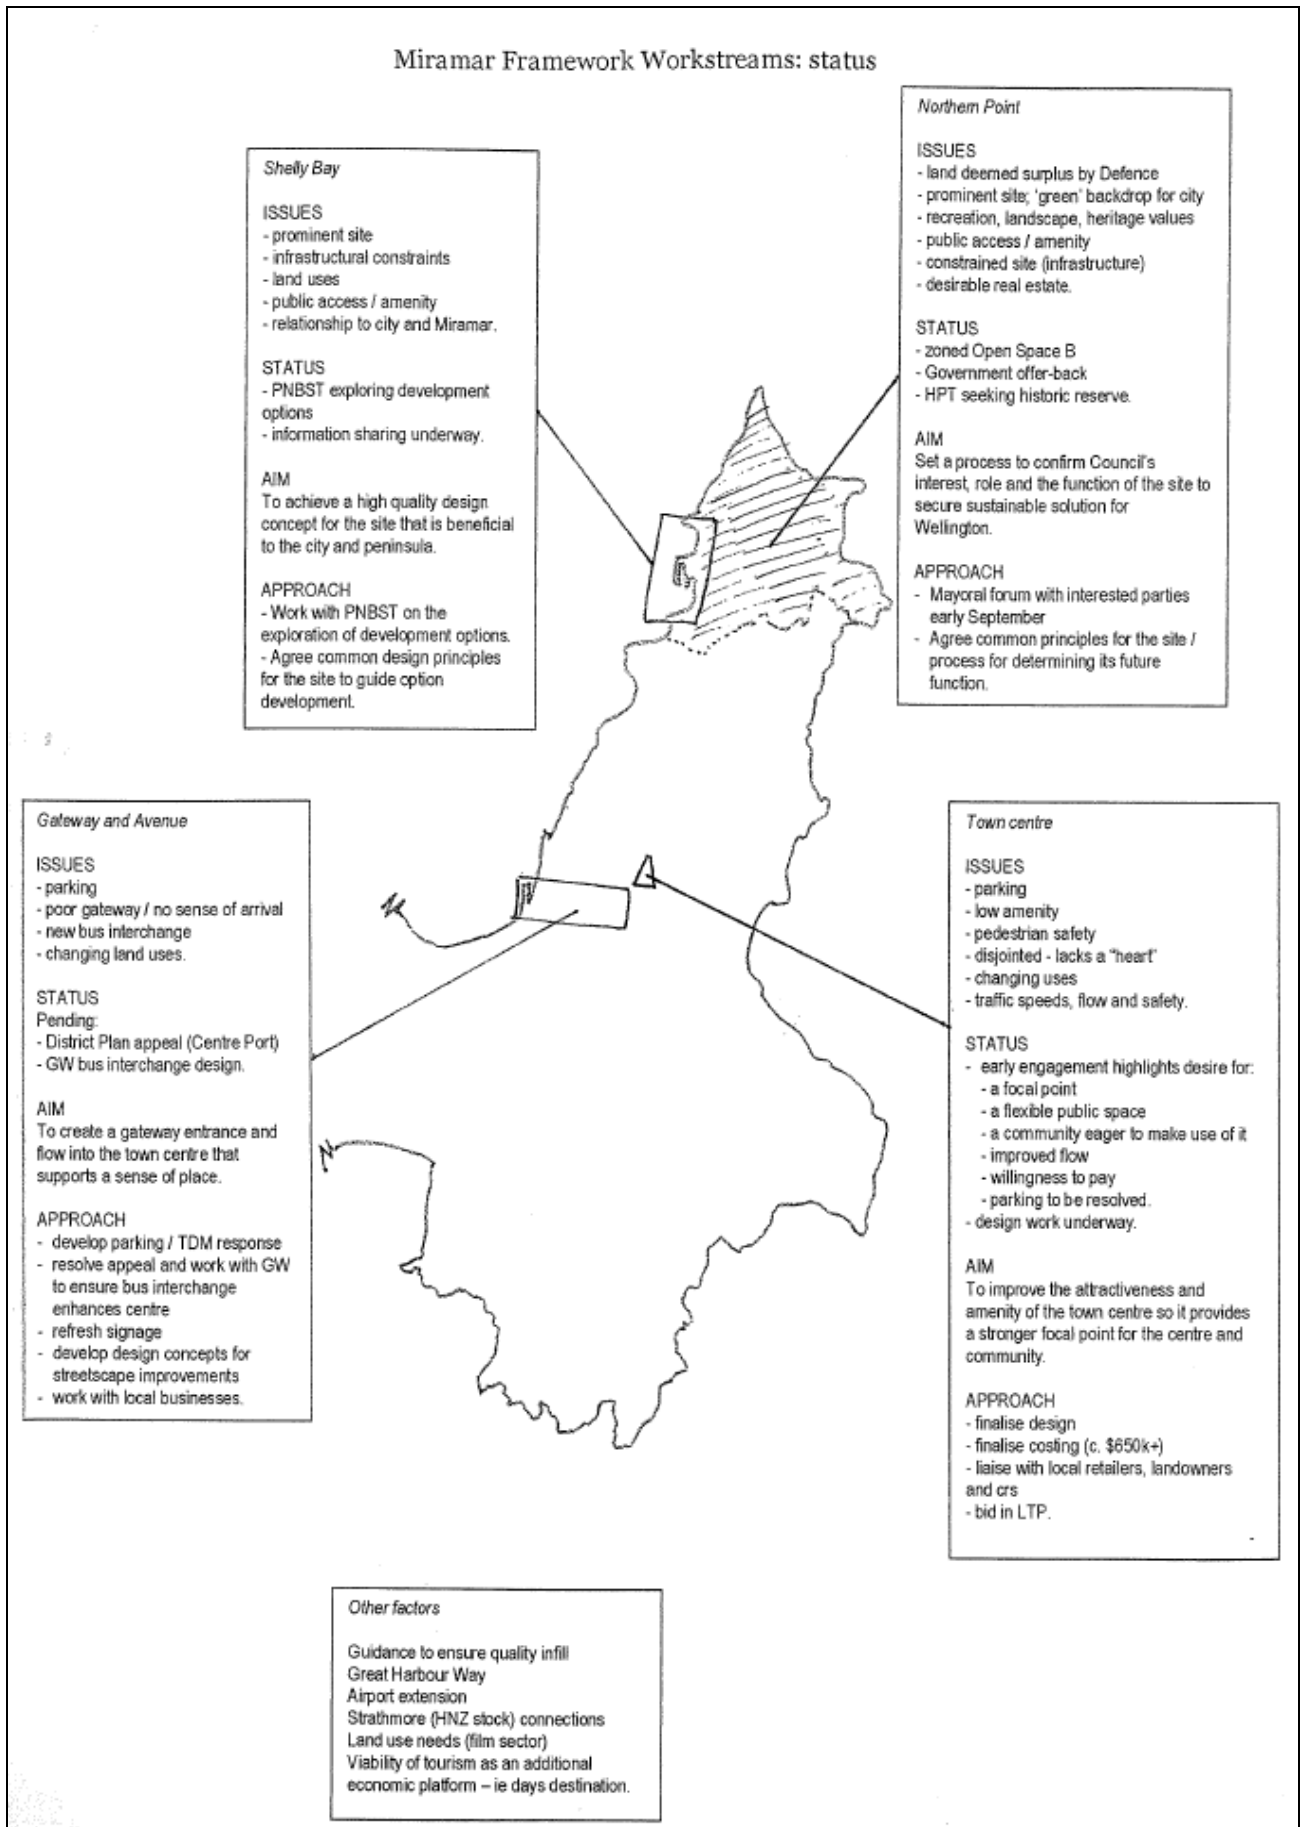 Miramar Framework Workstreams: status
Shelly Bay
ISSUES
- prominent site
- infrastructural constraints
- land uses
- public access / amenity
- relationship to city and Miramar.
STATUS
- PNBST exploring development
options
- information sharing underway.
AIM
To achieve a high quality design
concept for the site that is beneficial
to the city and peninsula.
APPROACH
- Work with PNBST on the
exploration of development options.
- Agree common design principles
for the site to guide option
development.
Northern Point
ISSUES
- land deemed surplus by Defence
- prominent site; 'green' backdrop for city
- recreation, landscape, heritage values
- public access / amenity
- constrained site (infrastructure)
- desirable real estate.
STATUS
- zoned Open Space B
- Government offer-back
- HPT seeking historic reserve.
AIM
Set a process to confirm Council's
interest, role and the function of the site to
secure sustainable solution for
Wellington.
APPROACH
- Mayoral forum with interested parties
early September
- Agree common principles for the site /
process for determining its future
function.
Gateway and Avenue
ISSUES
- parking
- poor gateway / no sense of arrival
- new bus interchange
- changing land uses.
STATUS
Pending:
- District Plan appeal (Centre Port)
- GW bus interchange design.
AIM
To create a gateway entrance and
flow into the town centre that
supports a sense of place.
APPROACH
- develop parking / TDM response
- resolve appeal and work with GW
to ensure bus interchange
enhances centre
- refresh signage
- develop design concepts for
streetscape improvements
- work with local businesses.
Town centre
ISSUES
- parking
- low amenity
- pedestrian safety
- disjointed - lacks a "heart"
- changing uses
- traffic speeds, flow and safety.
STATUS
- early engagement highlights desire for:
- a focal point
- a flexible public space
- a community eager to make use of it
- improved flow
- willingness to pay
- parking to be resolved.
- design work underway.
AIM
To improve the attractiveness and
amenity of the town centre so it provides
a stronger focal point for the centre and
community.
APPROACH
- finalise design
- finalise costing (c. $650k+)
- liaise with local retailers, landowners
and crs
- bid in LTP.
Other factors
Guidance to ensure quality infill
Great Harbour Way
Airport extension
Strathmore (HNZ stock) connections
Land use needs (film sector)
Viability of tourism as an additional
economic platform – ie days destination.